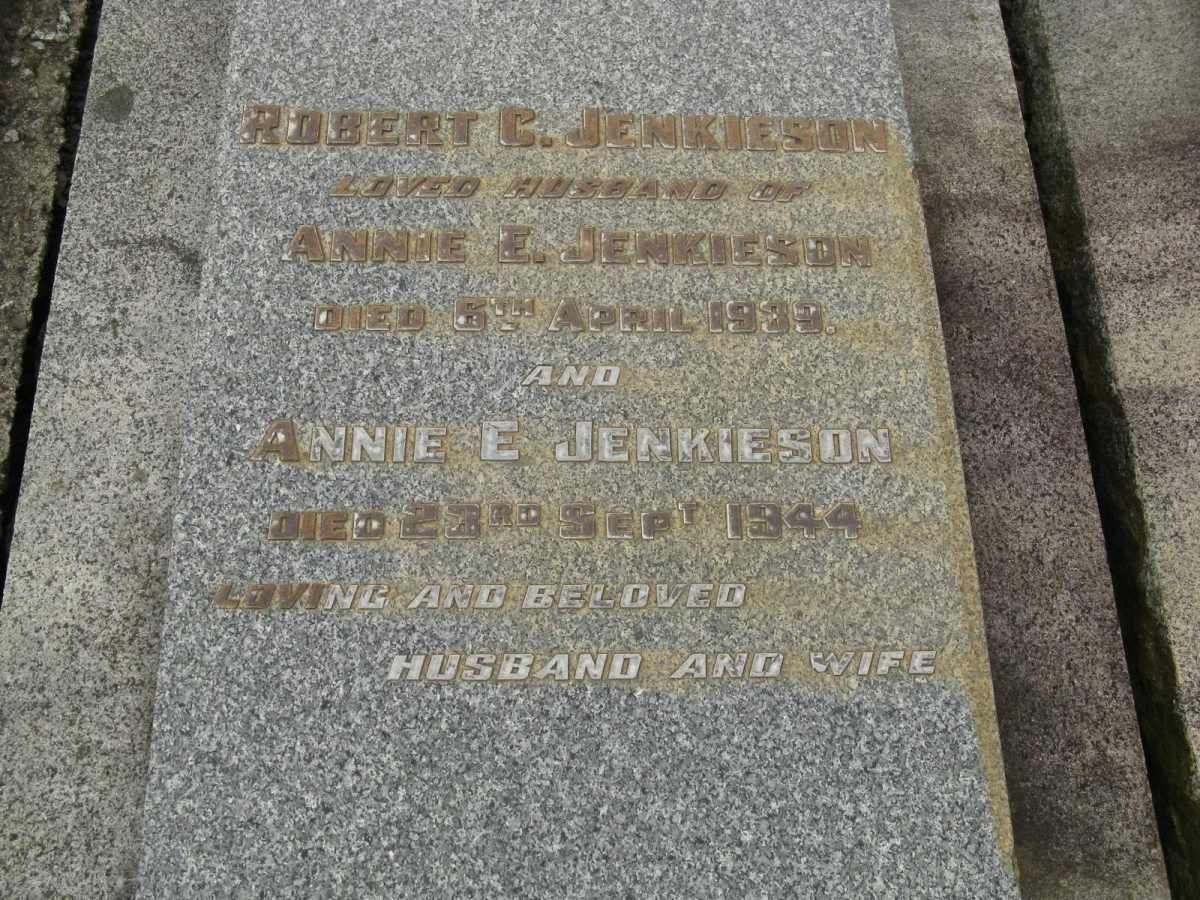 ROBERT C. JENKIESON
LOVED HUSBAND OF
ANNIE E. JENKIESON
DIED 6TH APRIL 1939.
AND
ANNIE E JENKIESON
DIED 23RD SEPT 1944
LOVING AND BELOVED
HUSBAND AND WIFE